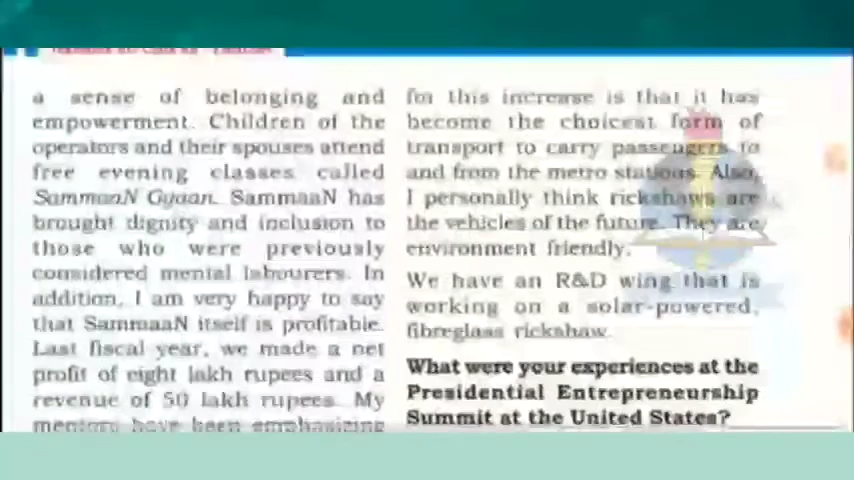 a sense of belonging and
empowerment. Children of the
operators and their spouses attend
free evening classes called
SammaaN Gyaan. SammaaN has
brought dignity and inclusion to
those who were previously
considered menial labourers. In
addition, I am very happy to say
that SammaaN itself is profitable.
Last fiscal year, we made a net
profit of eight lakh rupees and a
revenue of 50 lakh rupees. My
mentors have been emphasizing
for this increase is that it has
become the choicest form of
transport to carry passengers to
and from the metro stations. Also,
I personally think rickshaws are
the vehicles of the future. They are
environment friendly.
We have an R&D wing that is
working on a solar-powered,
fibreglass rickshaw.
What were your experiences at the
Presidential Entrepreneurship
Summit at the United States?